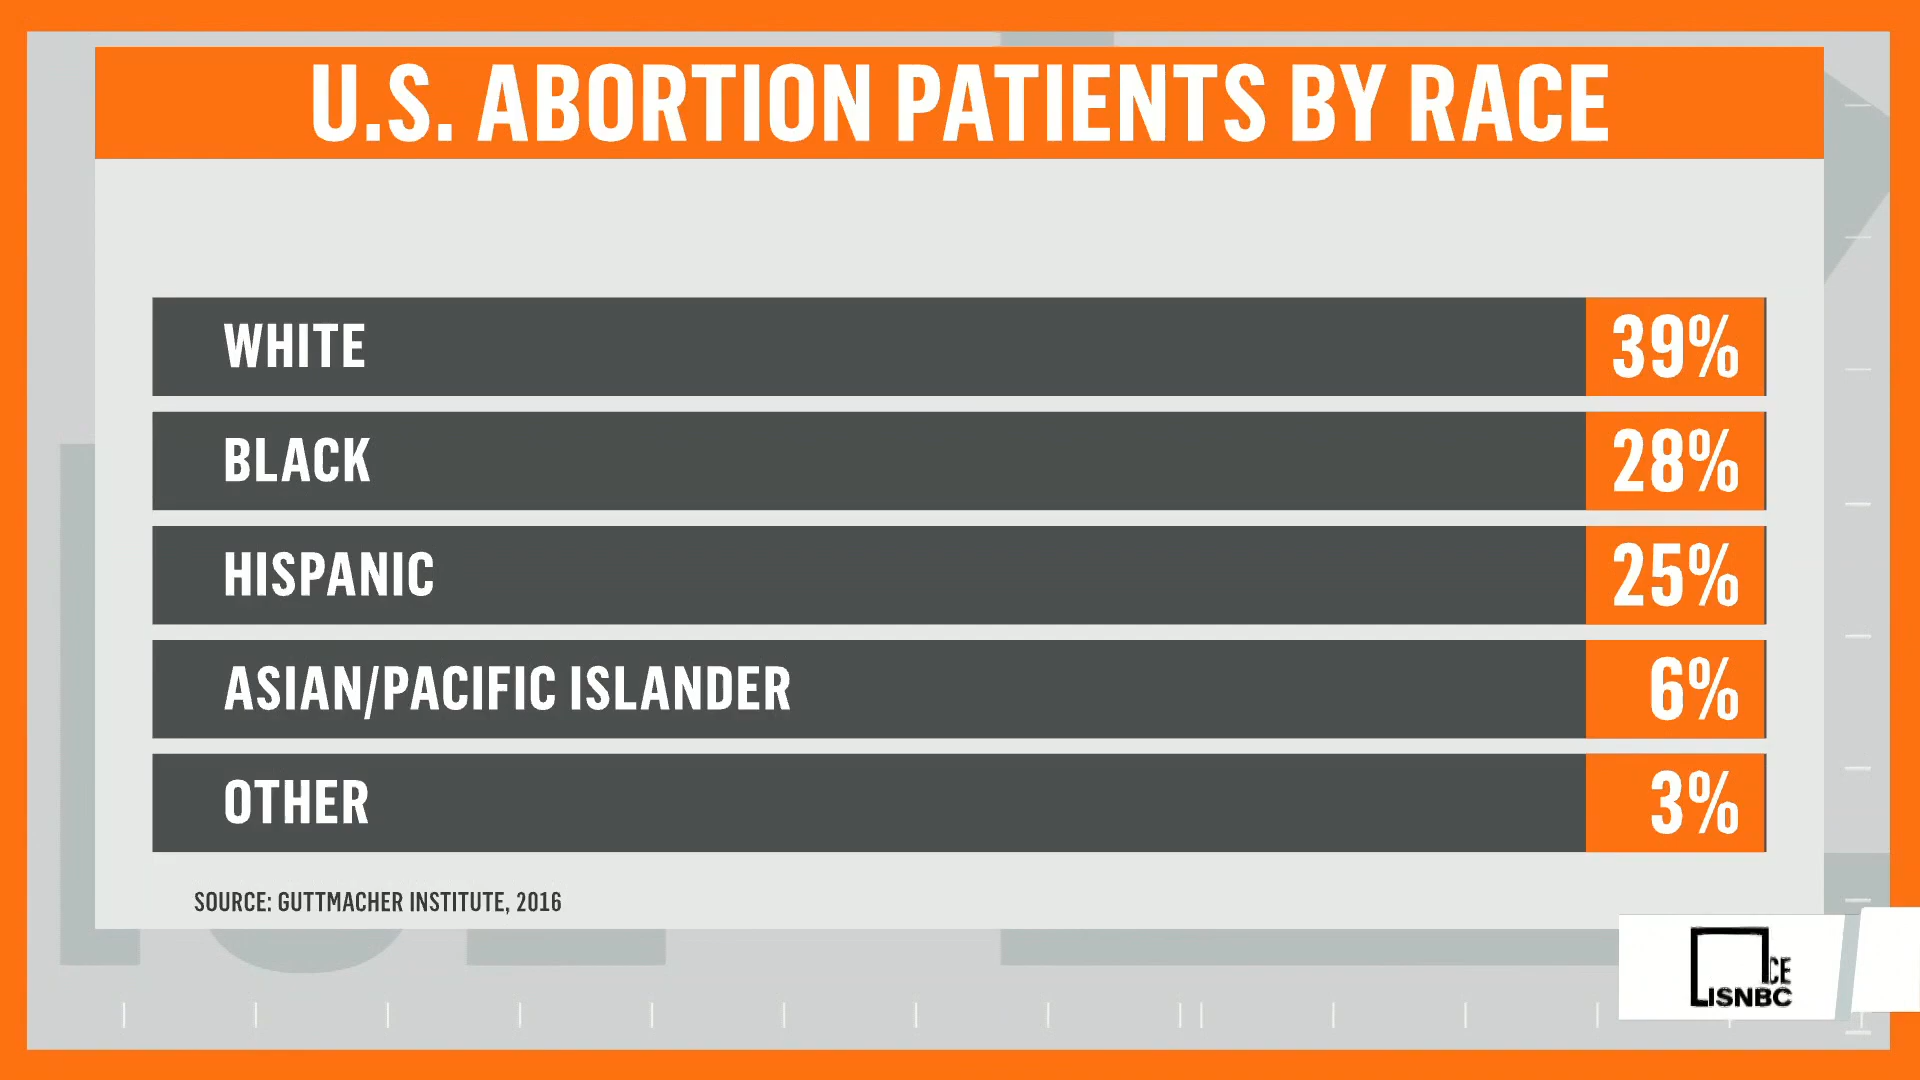 U.S. ABORTION PATIENTS BY RACE
WHITE 39%
BLACK 28%
HISPANIC 25%
ASIAN/PACIFIC ISLANDER 6%
OTHER 3%
SOURCE: GUTTMACHER INSTITUTE, 2016
CE
ISNBC